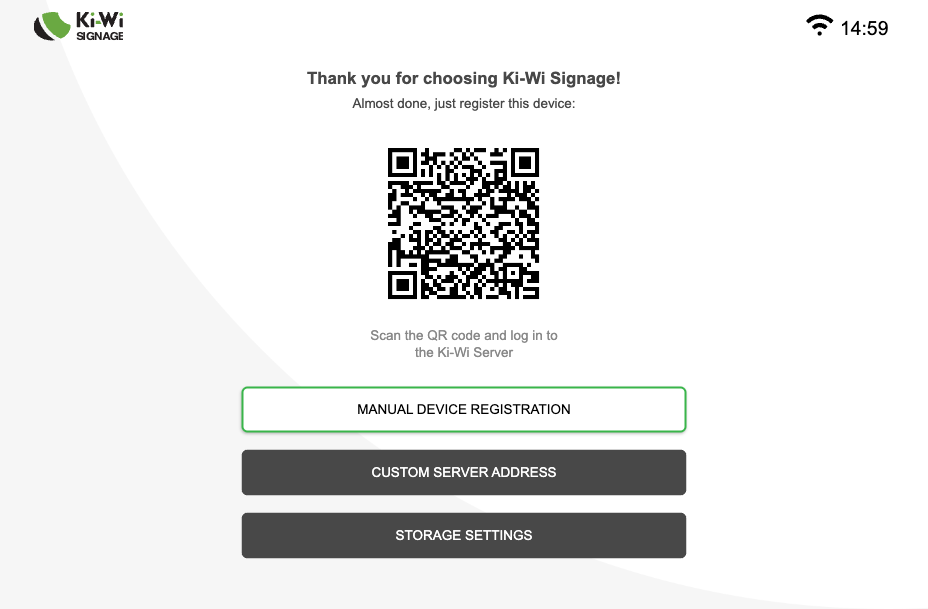 Ki-Wi
SIGNAGE
14:59
Thank you for choosing Ki-Wi Signage!
Almost done, just register this device:
Scan the QR code and log in to
the Ki-Wi Server
MANUAL DEVICE REGISTRATION
CUSTOM SERVER ADDRESS
STORAGE SETTINGS